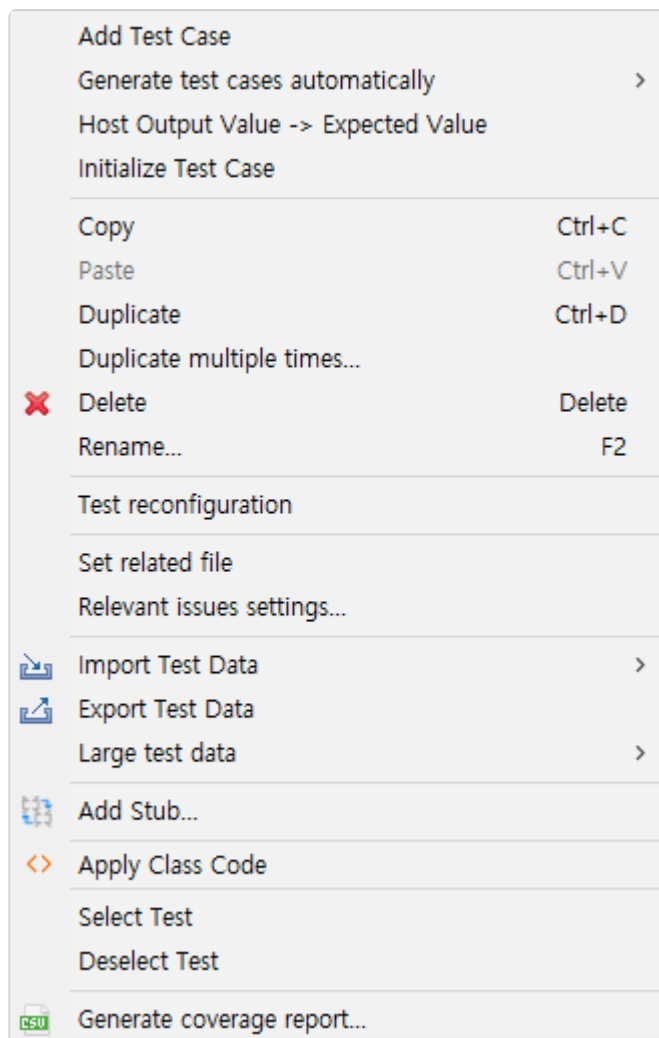 Add Test Case
Generate test cases automatically >
Host Output Value -> Expected Value
Initialize Test Case
Copy Ctrl+C
Paste Ctrl+V
Duplicate Ctrl+D
Duplicate multiple times...
Delete Delete
Rename... F2
Test reconfiguration
Set related file
Relevant issues settings...
Import Test Data >
Export Test Data
Large test data >
Add Stub...
Apply Class Code
Select Test
Deselect Test
CSV Generate coverage report...